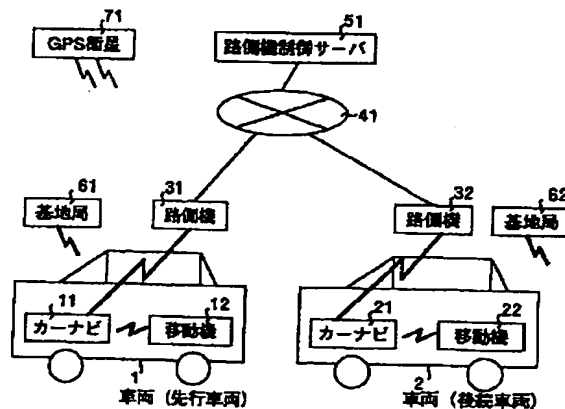 71
GPS衛星
51
路側機制御サーバ
41
61
基地局
31
路側機
32
路側機
62
基地局
11
カーナビ
12
移動機
21
カーナビ
22
移動機
1
車両(先行車両)
2
車両(後続車両)